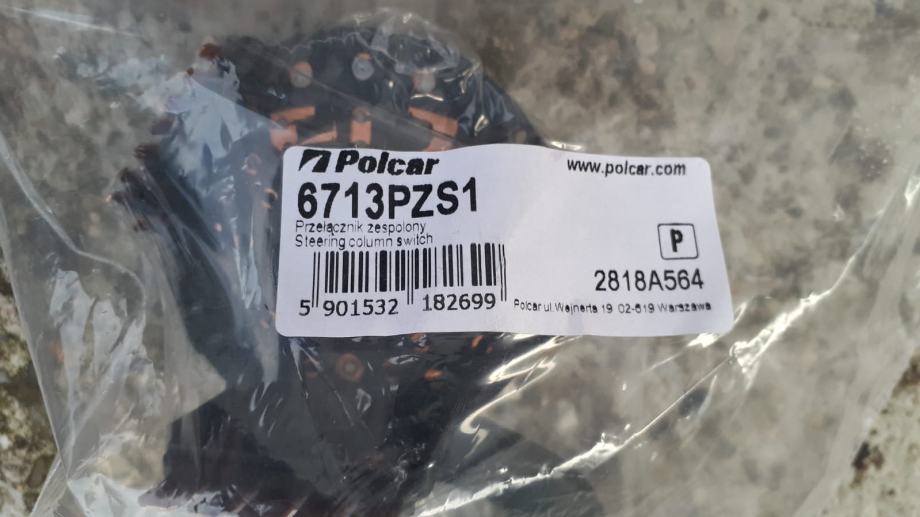 Polcar
www.polcar.com
6713PZS1
Przełącznik zespolony
Steering column switch
P
2818A564
5 901532 182699
Polcar ul. Wejnerta 19 02-619 Warszawa